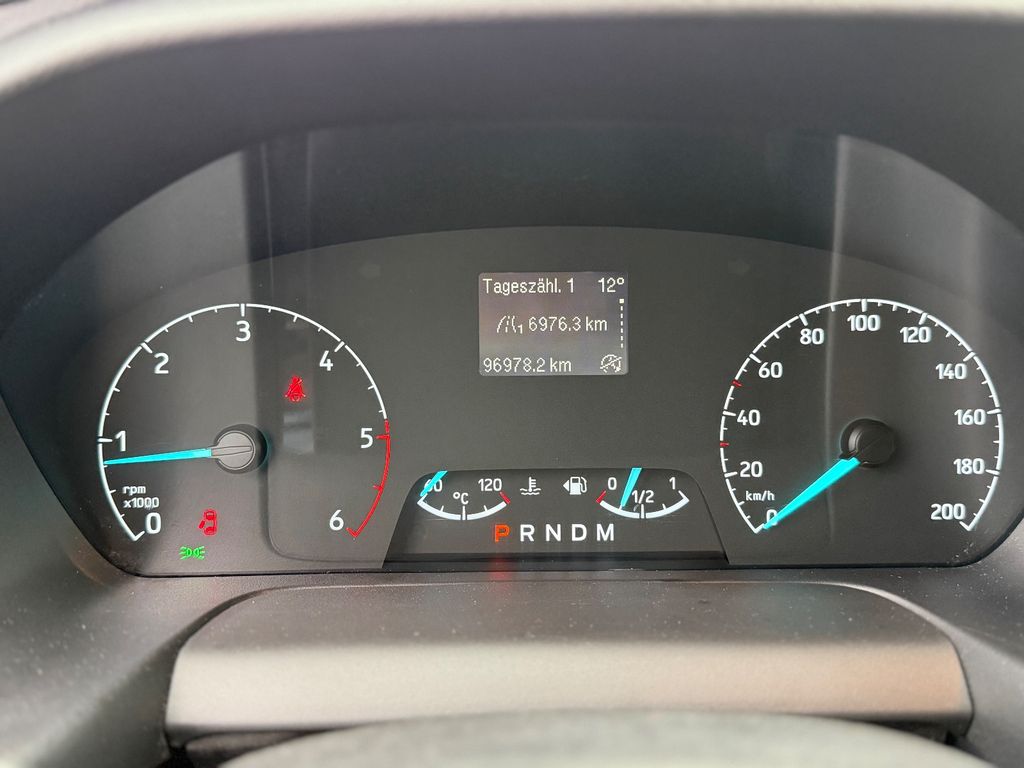 Tageszähl. 1 12°
1 6976.3 km
96978.2 km
0 1 2 3 4 5 6
rpm
x1000
60 120
°C
0 1/2 1
P R N D M
0 20 40 60 80 100 120 140 160 180 200
km/h